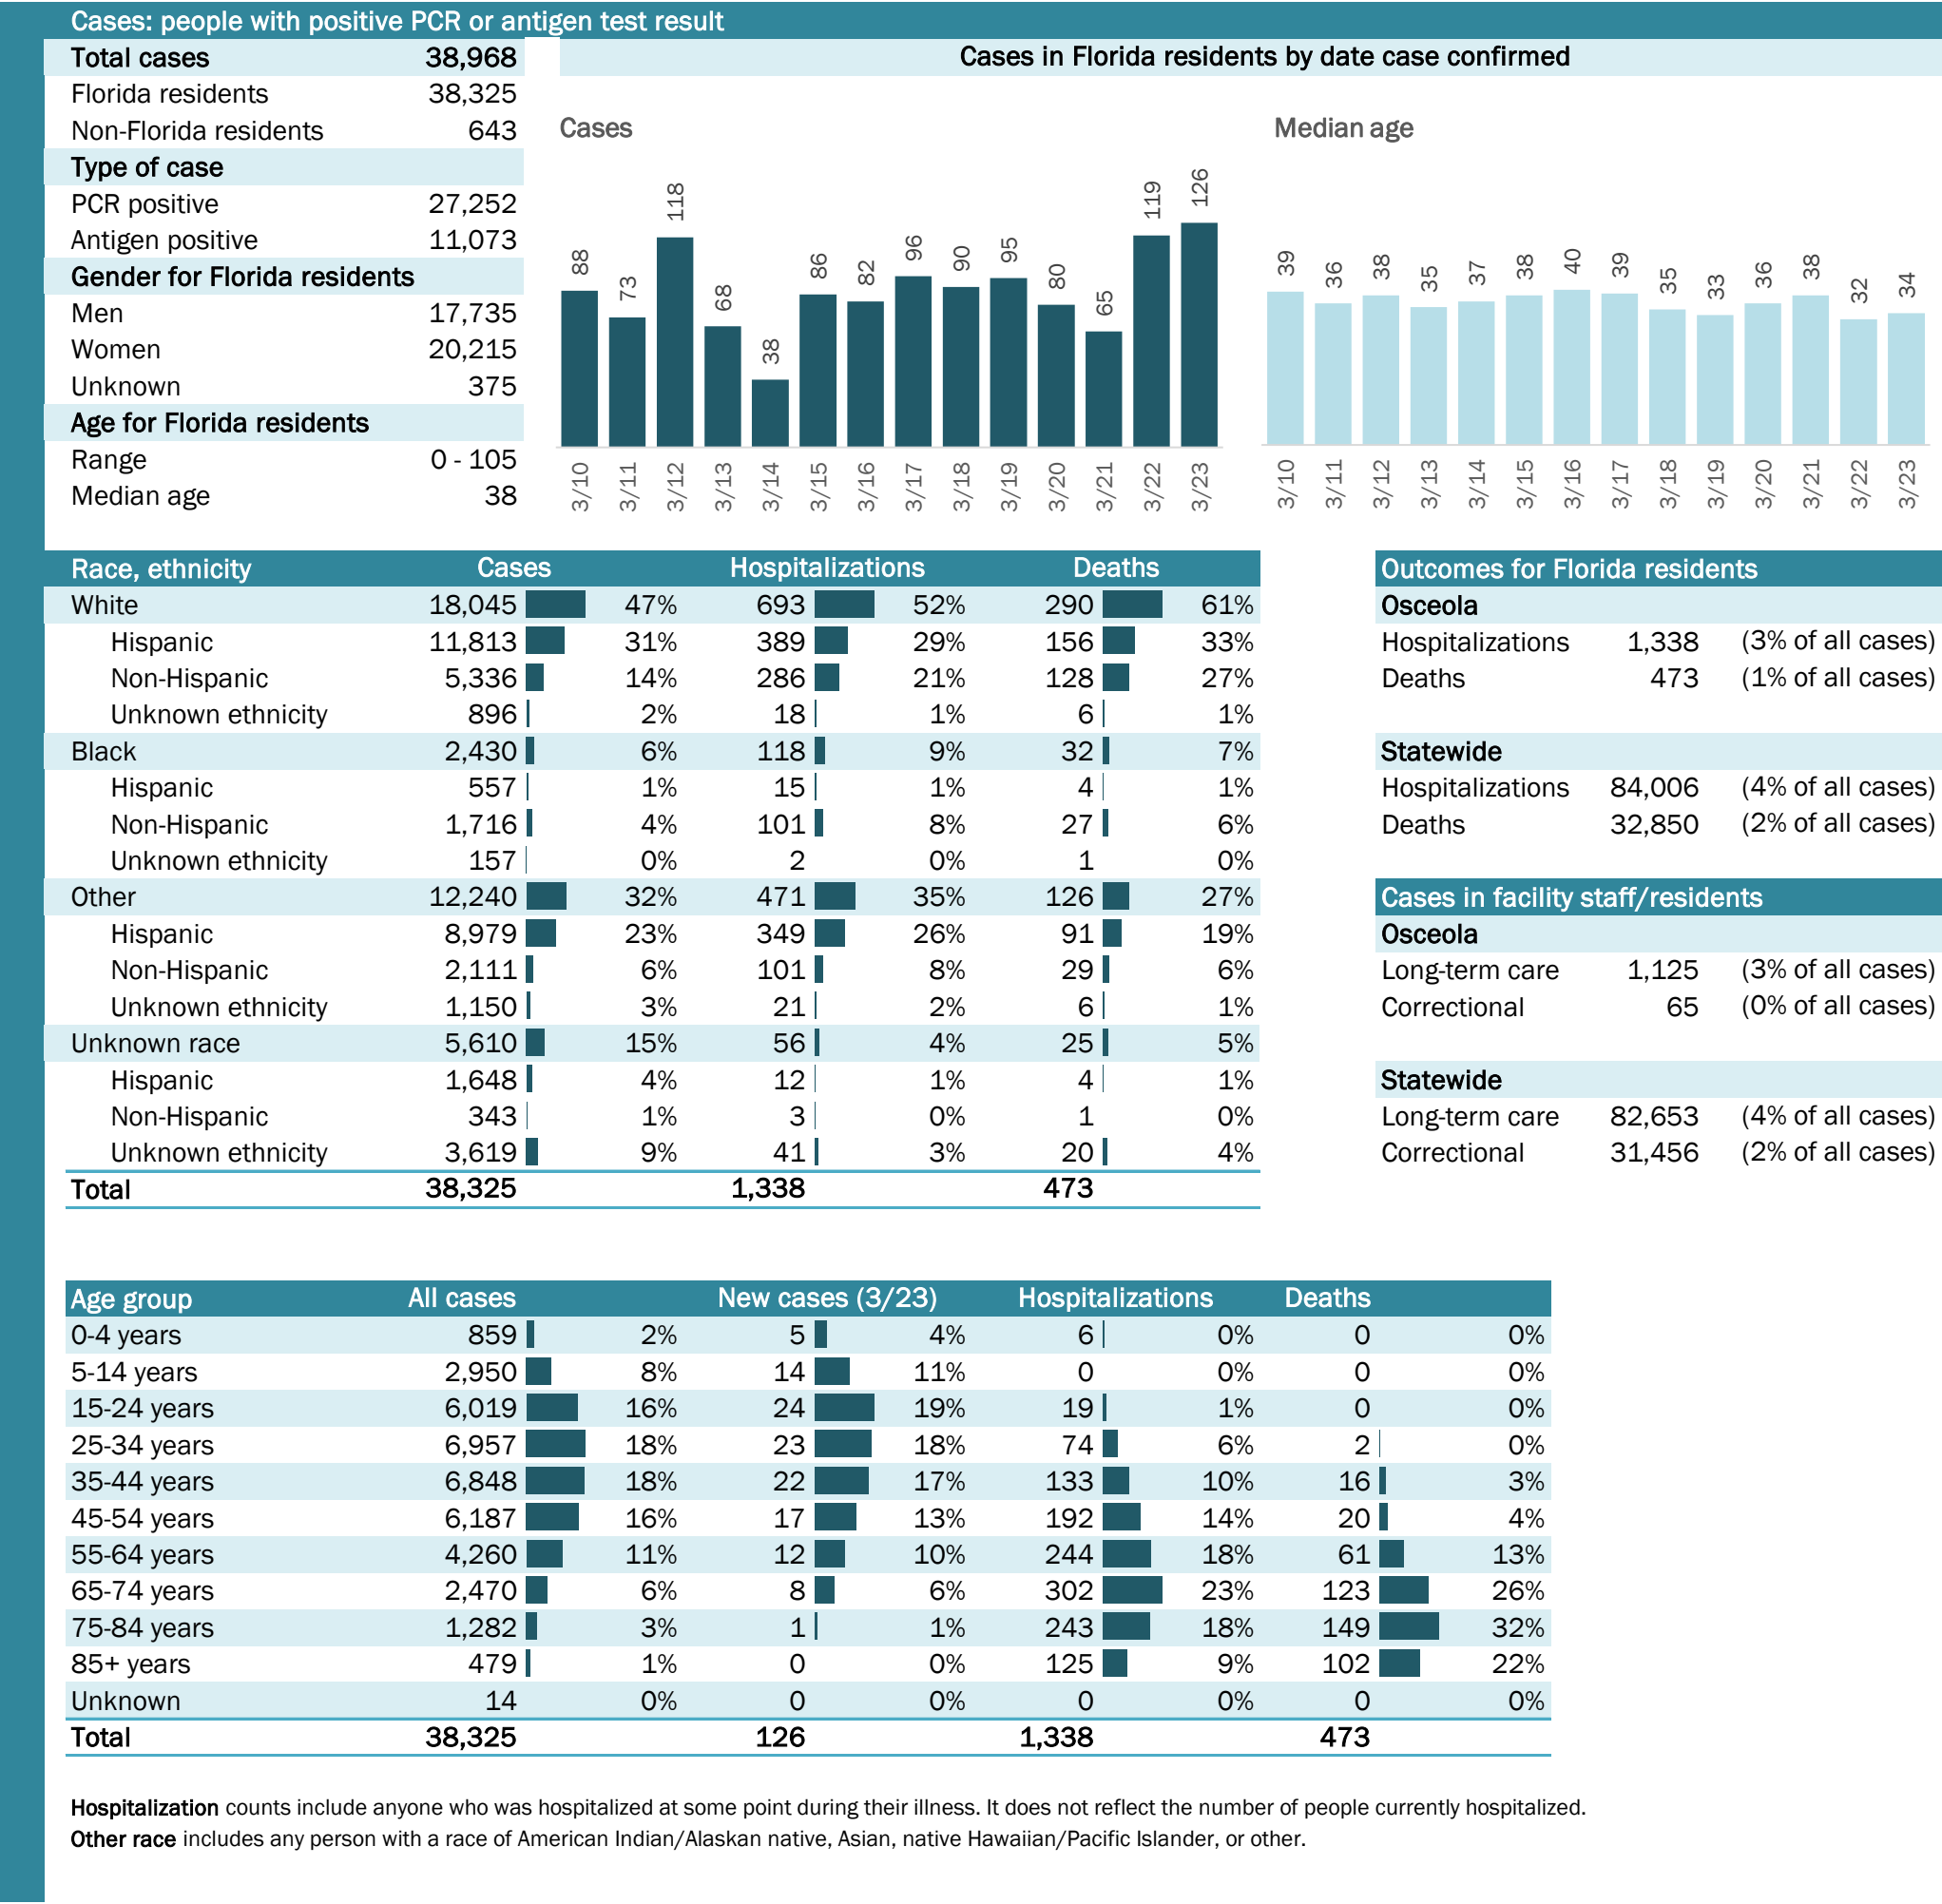 Cases: people with positive PCR or antigen test result
Total cases 38,968
Florida residents 38,325
Non-Florida residents 643
Type of case
PCR positive 27,252
Antigen positive 11,073
Gender for Florida residents
Men 17,735
Women 20,215
Unknown 375
Age for Florida residents
Range 0 - 105
Median age 38
Cases in Florida residents by date case confirmed
Cases
88 73 118 68 38 86 82 96 90 95 80 65 119 126
3/10 3/11 3/12 3/13 3/14 3/15 3/16 3/17 3/18 3/19 3/20 3/21 3/22 3/23
Median age
39 36 38 35 37 38 40 39 35 33 36 38 32 34
3/10 3/11 3/12 3/13 3/14 3/15 3/16 3/17 3/18 3/19 3/20 3/21 3/22 3/23
Race, ethnicity Cases Hospitalizations Deaths
White 18,045 47% 693 52% 290 61%
Hispanic 11,813 31% 389 29% 156 33%
Non-Hispanic 5,336 14% 286 21% 128 27%
Unknown ethnicity 896 2% 18 1% 6 1%
Black 2,430 6% 118 9% 32 7%
Hispanic 557 1% 15 1% 4 1%
Non-Hispanic 1,716 4% 101 8% 27 6%
Unknown ethnicity 157 0% 2 0% 1 0%
Other 12,240 32% 471 35% 126 27%
Hispanic 8,979 23% 349 26% 91 19%
Non-Hispanic 2,111 6% 101 8% 29 6%
Unknown ethnicity 1,150 3% 21 2% 6 1%
Unknown race 5,610 15% 56 4% 25 5%
Hispanic 1,648 4% 12 1% 4 1%
Non-Hispanic 343 1% 3 0% 1 0%
Unknown ethnicity 3,619 9% 41 3% 20 4%
Total 38,325 1,338 473
Outcomes for Florida residents
Osceola
Hospitalizations 1,338 (3% of all cases)
Deaths 473 (1% of all cases)
Statewide
Hospitalizations 84,006 (4% of all cases)
Deaths 32,850 (2% of all cases)
Cases in facility staff/residents
Osceola
Long-term care 1,125 (3% of all cases)
Correctional 65 (0% of all cases)
Statewide
Long-term care 82,653 (4% of all cases)
Correctional 31,456 (2% of all cases)
Age group All cases New cases (3/23) Hospitalizations Deaths
0-4 years 859 2% 5 4% 6 0% 0 0%
5-14 years 2,950 8% 14 11% 0 0% 0 0%
15-24 years 6,019 16% 24 19% 19 1% 0 0%
25-34 years 6,957 18% 23 18% 74 6% 2 0%
35-44 years 6,848 18% 22 17% 133 10% 16 3%
45-54 years 6,187 16% 17 13% 192 14% 20 4%
55-64 years 4,260 11% 12 10% 244 18% 61 13%
65-74 years 2,470 6% 8 6% 302 23% 123 26%
75-84 years 1,282 3% 1 1% 243 18% 149 32%
85+ years 479 1% 0 0% 125 9% 102 22%
Unknown 14 0% 0 0% 0 0% 0 0%
Total 38,325 126 1,338 473
Hospitalization counts include anyone who was hospitalized at some point during their illness. It does not reflect the number of people currently hospitalized.
Other race includes any person with a race of American Indian/Alaskan native, Asian, native Hawaiian/Pacific Islander, or other.